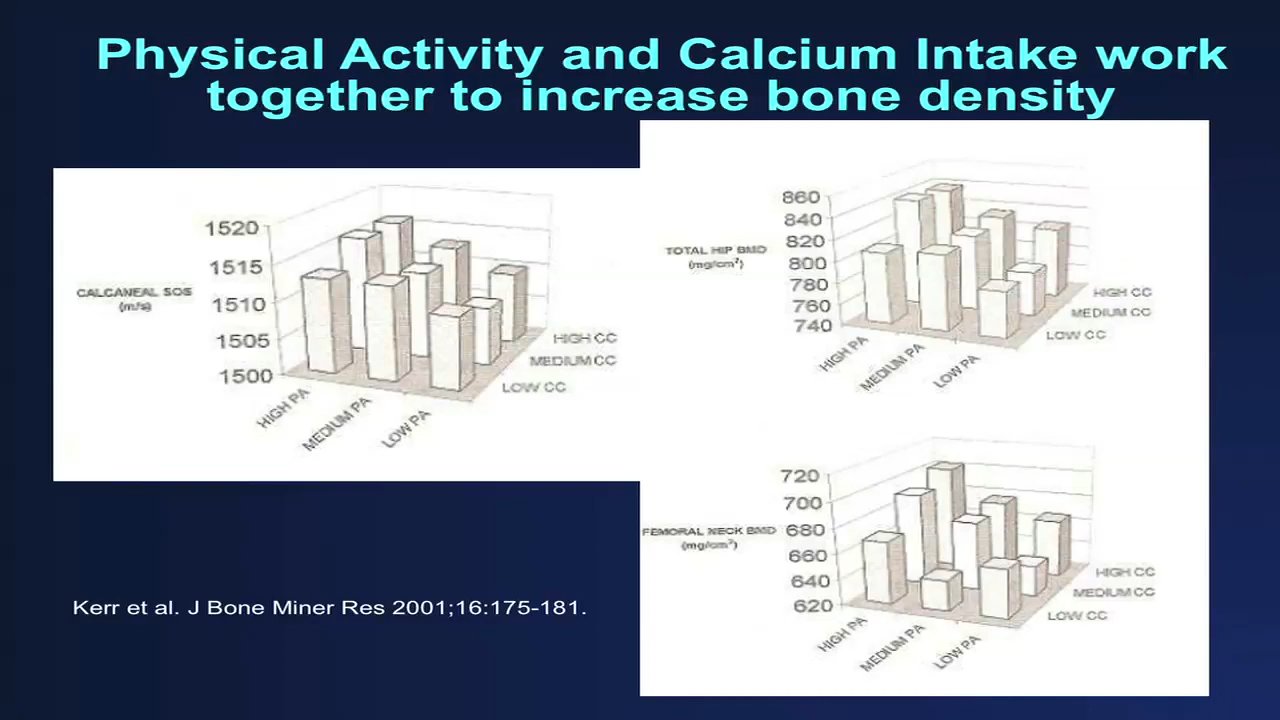 Physical Activity and Calcium Intake work
together to increase bone density
1520
1515
1510
1505
1500
CALCANEAL SOS
(m/s)
HIGH PA
MEDIUM PA
LOW PA
HIGH CC
MEDIUM CC
LOW CC
860
840
820
800
780
760
740
TOTAL HIP BMD
(mg/cm²)
HIGH PA
MEDIUM PA
LOW PA
HIGH CC
MEDIUM CC
LOW CC
720
700
680
660
640
620
FEMORAL NECK BMD
(mg/cm²)
HIGH PA
MEDIUM PA
LOW PA
HIGH CC
MEDIUM CC
LOW CC
Kerr et al. J Bone Miner Res 2001;16:175-181.